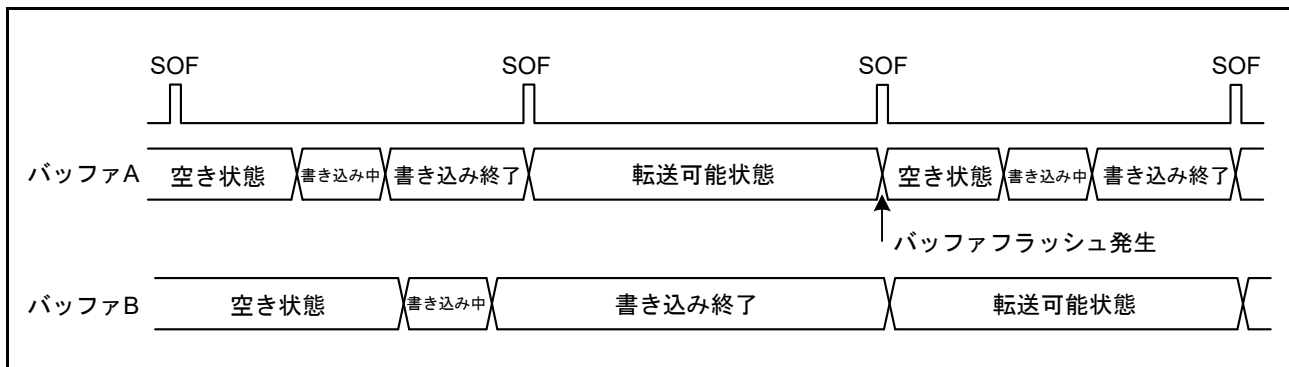 SOF SOF SOF SOF
バッファA 空き状態 書き込み中 書き込み終了 転送可能状態 空き状態 書き込み中 書き込み終了
バッファフラッシュ発生
バッファB 空き状態 書き込み中 書き込み終了 転送可能状態